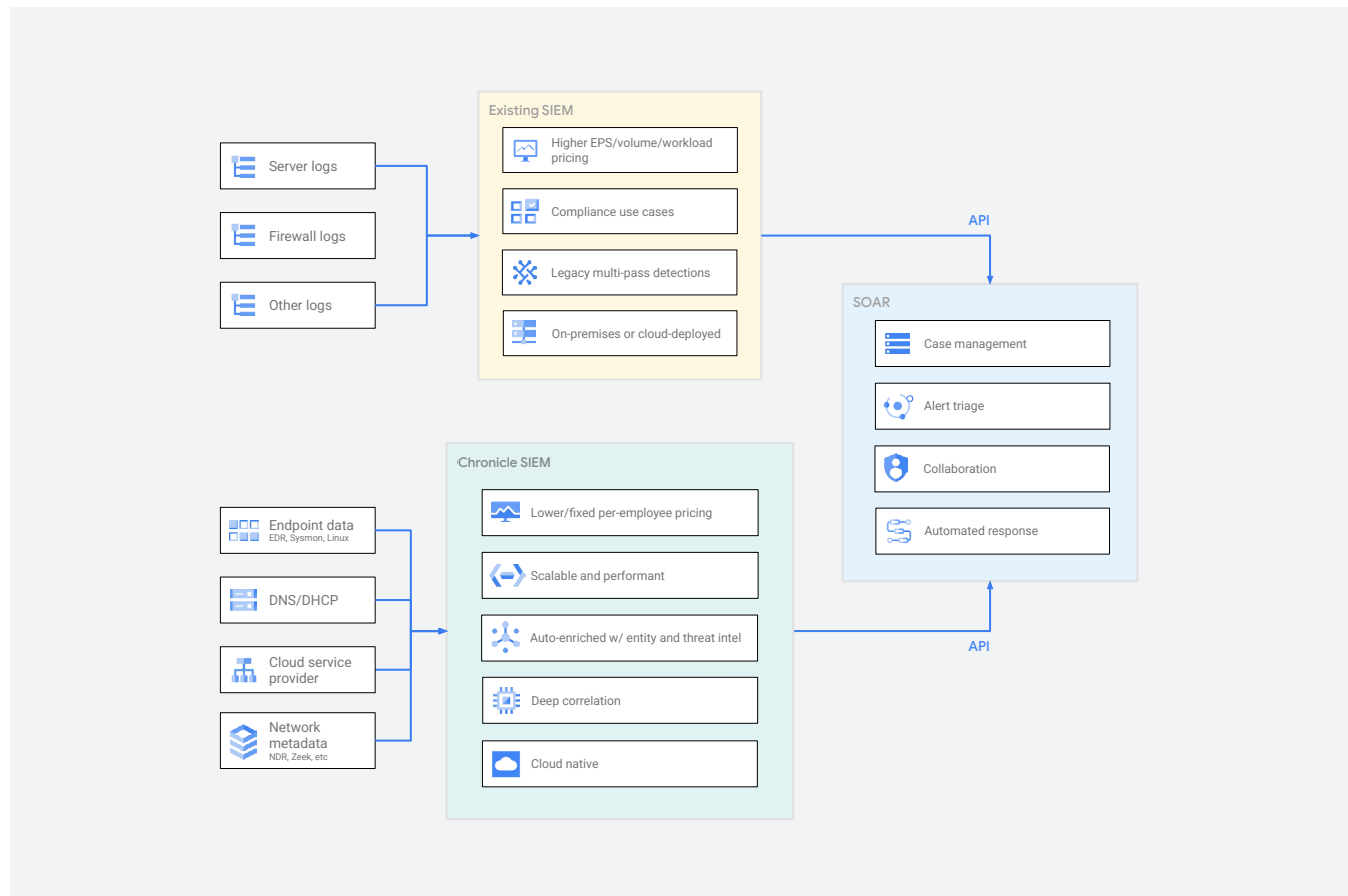 Existing SIEM
Higher EPS/volume/workload
pricing
Compliance use cases
Legacy multi-pass detections
On-premises or cloud-deployed
Server logs
Firewall logs
Other logs
API
SOAR
Case management
Alert triage
Collaboration
Automated response
Chronicle SIEM
Lower/fixed per-employee pricing
Scalable and performant
Auto-enriched w/ entity and threat intel
Deep correlation
Cloud native
Endpoint data
EDR, Sysmon, Linux
DNS/DHCP
Cloud service
provider
Network
metadata
NDR, Zeek, etc
API